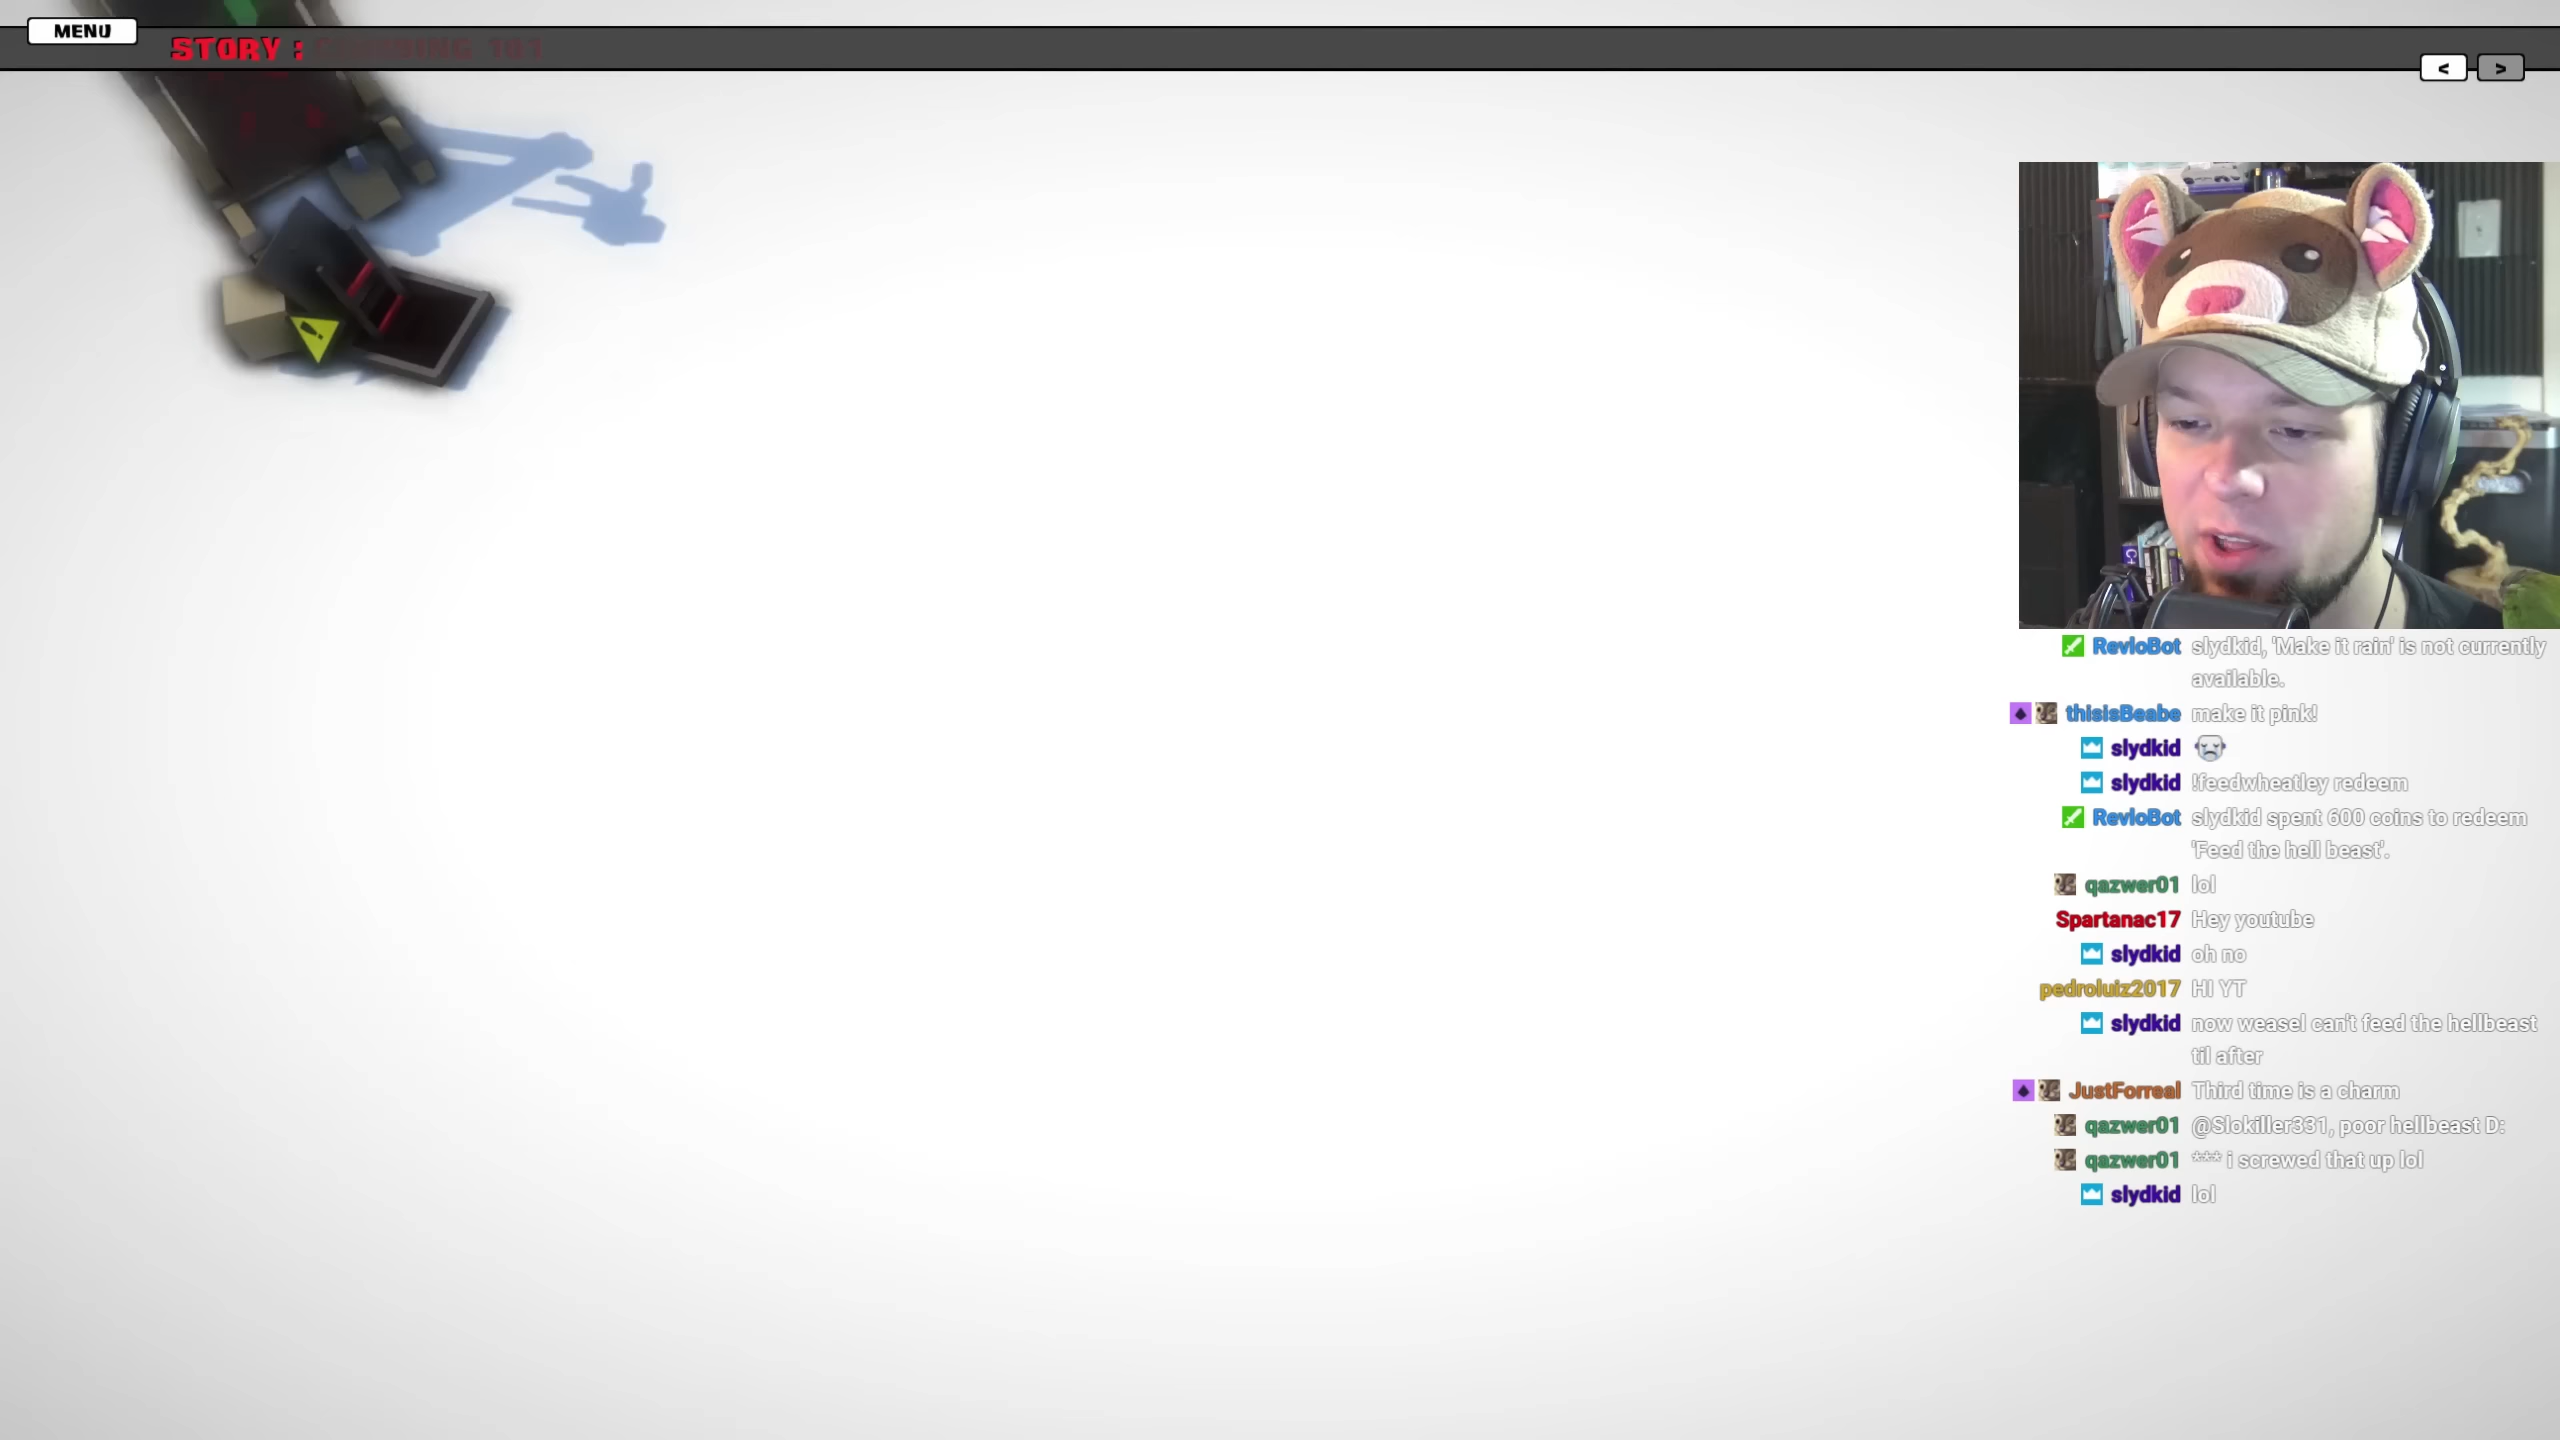 MENU
STORY :
<
>
RevloBot slydkid, 'Make it rain' is not currently
available.
thisisBeabe make it pink!
slydkid
slydkid !feedwheatley redeem
RevloBot slydkid spent 600 coins to redeem
'Feed the hell beast'.
qazwer01 lol
Spartanac17 Hey youtube
slydkid oh no
pedroluiz2017 HI YT
slydkid now weasel can't feed the hellbeast
til after
JustForreal Third time is a charm
qazwer01 @Slokiller331, poor hellbeast D:
qazwer01 *** i screwed that up lol
slydkid lol